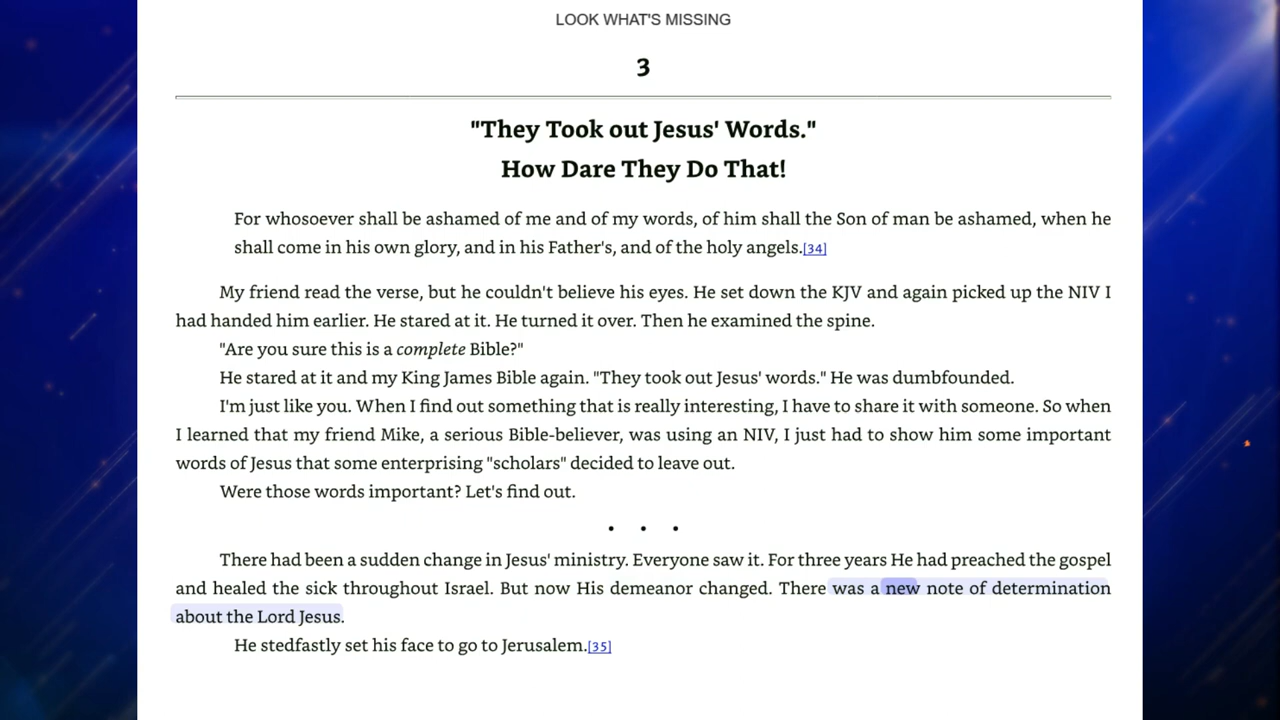 LOOK WHAT'S MISSING
3
"They Took out Jesus' Words."
How Dare They Do That!
For whosoever shall be ashamed of me and of my words, of him shall the Son of man be ashamed, when he
shall come in his own glory, and in his Father's, and of the holy angels.[34]
My friend read the verse, but he couldn't believe his eyes. He set down the KJV and again picked up the NIV I
had handed him earlier. He stared at it. He turned it over. Then he examined the spine.
"Are you sure this is a complete Bible?"
He stared at it and my King James Bible again. "They took out Jesus' words." He was dumbfounded.
I'm just like you. When I find out something that is really interesting, I have to share it with someone. So when
I learned that my friend Mike, a serious Bible-believer, was using an NIV, I just had to show him some important
words of Jesus that some enterprising "scholars" decided to leave out.
Were those words important? Let's find out.
• • •
There had been a sudden change in Jesus' ministry. Everyone saw it. For three years He had preached the gospel
and healed the sick throughout Israel. But now His demeanor changed. There was a new note of determination
about the Lord Jesus.
He stedfastly set his face to go to Jerusalem.[35]